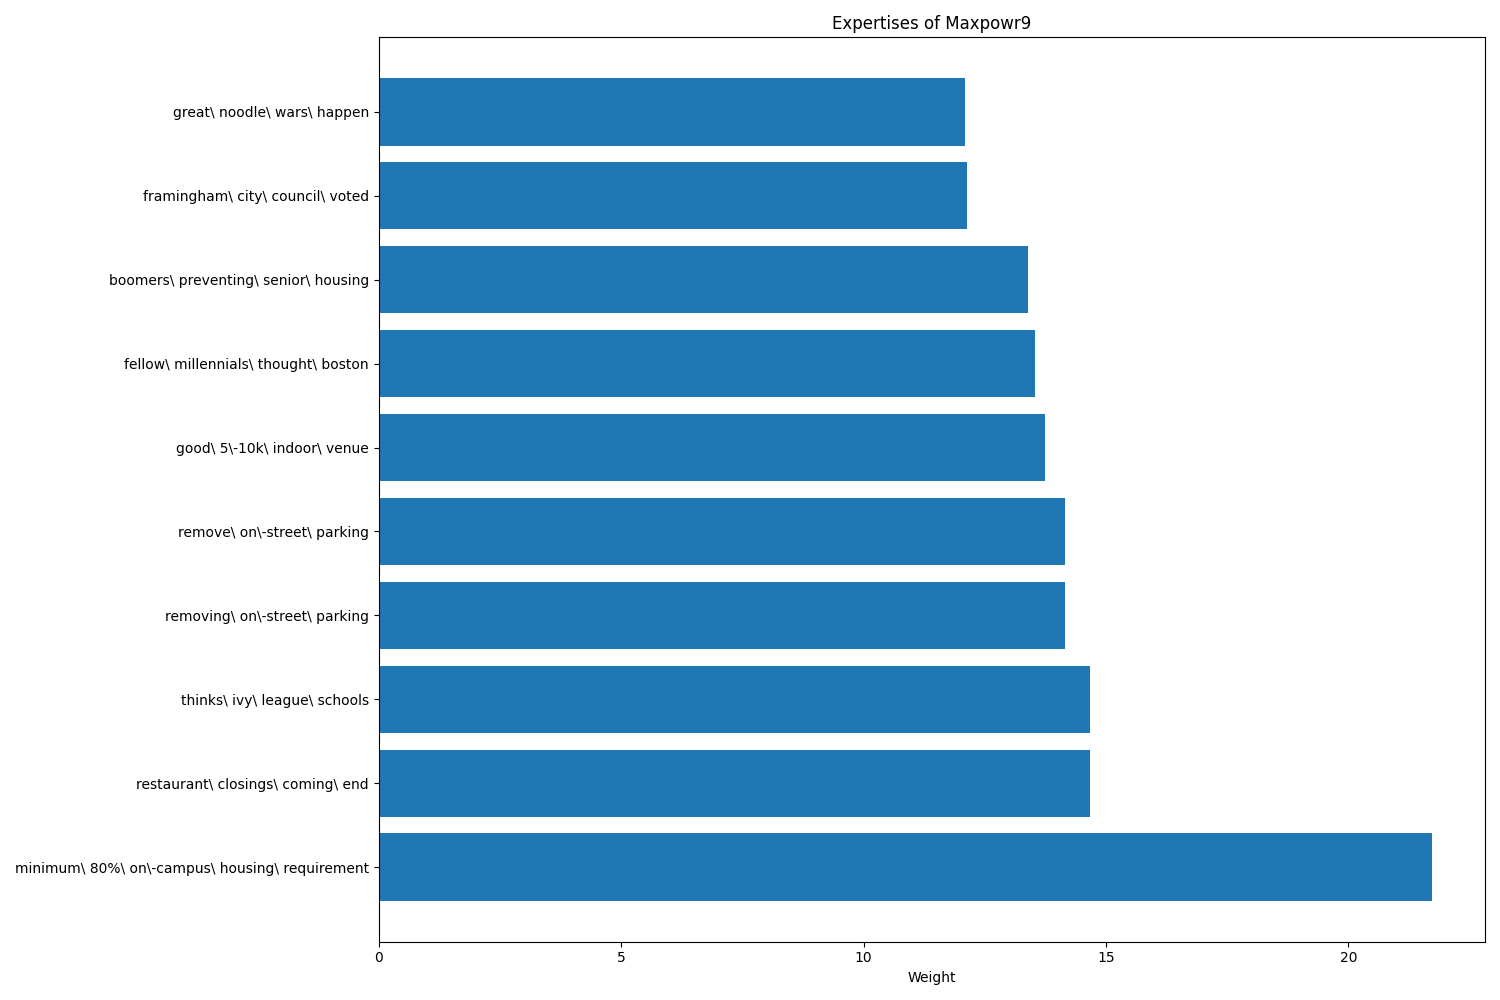 Expertises of Maxpowr9
great\ noodle\ wars\ happen
framingham\ city\ council\ voted
boomers\ preventing\ senior\ housing
fellow\ millennials\ thought\ boston
good\ 5\-10k\ indoor\ venue
remove\ on\-street\ parking
removing\ on\-street\ parking
thinks\ ivy\ league\ schools
restaurant\ closings\ coming\ end
minimum\ 80%\ on\-campus\ housing\ requirement
0 5 10 15 20
Weight